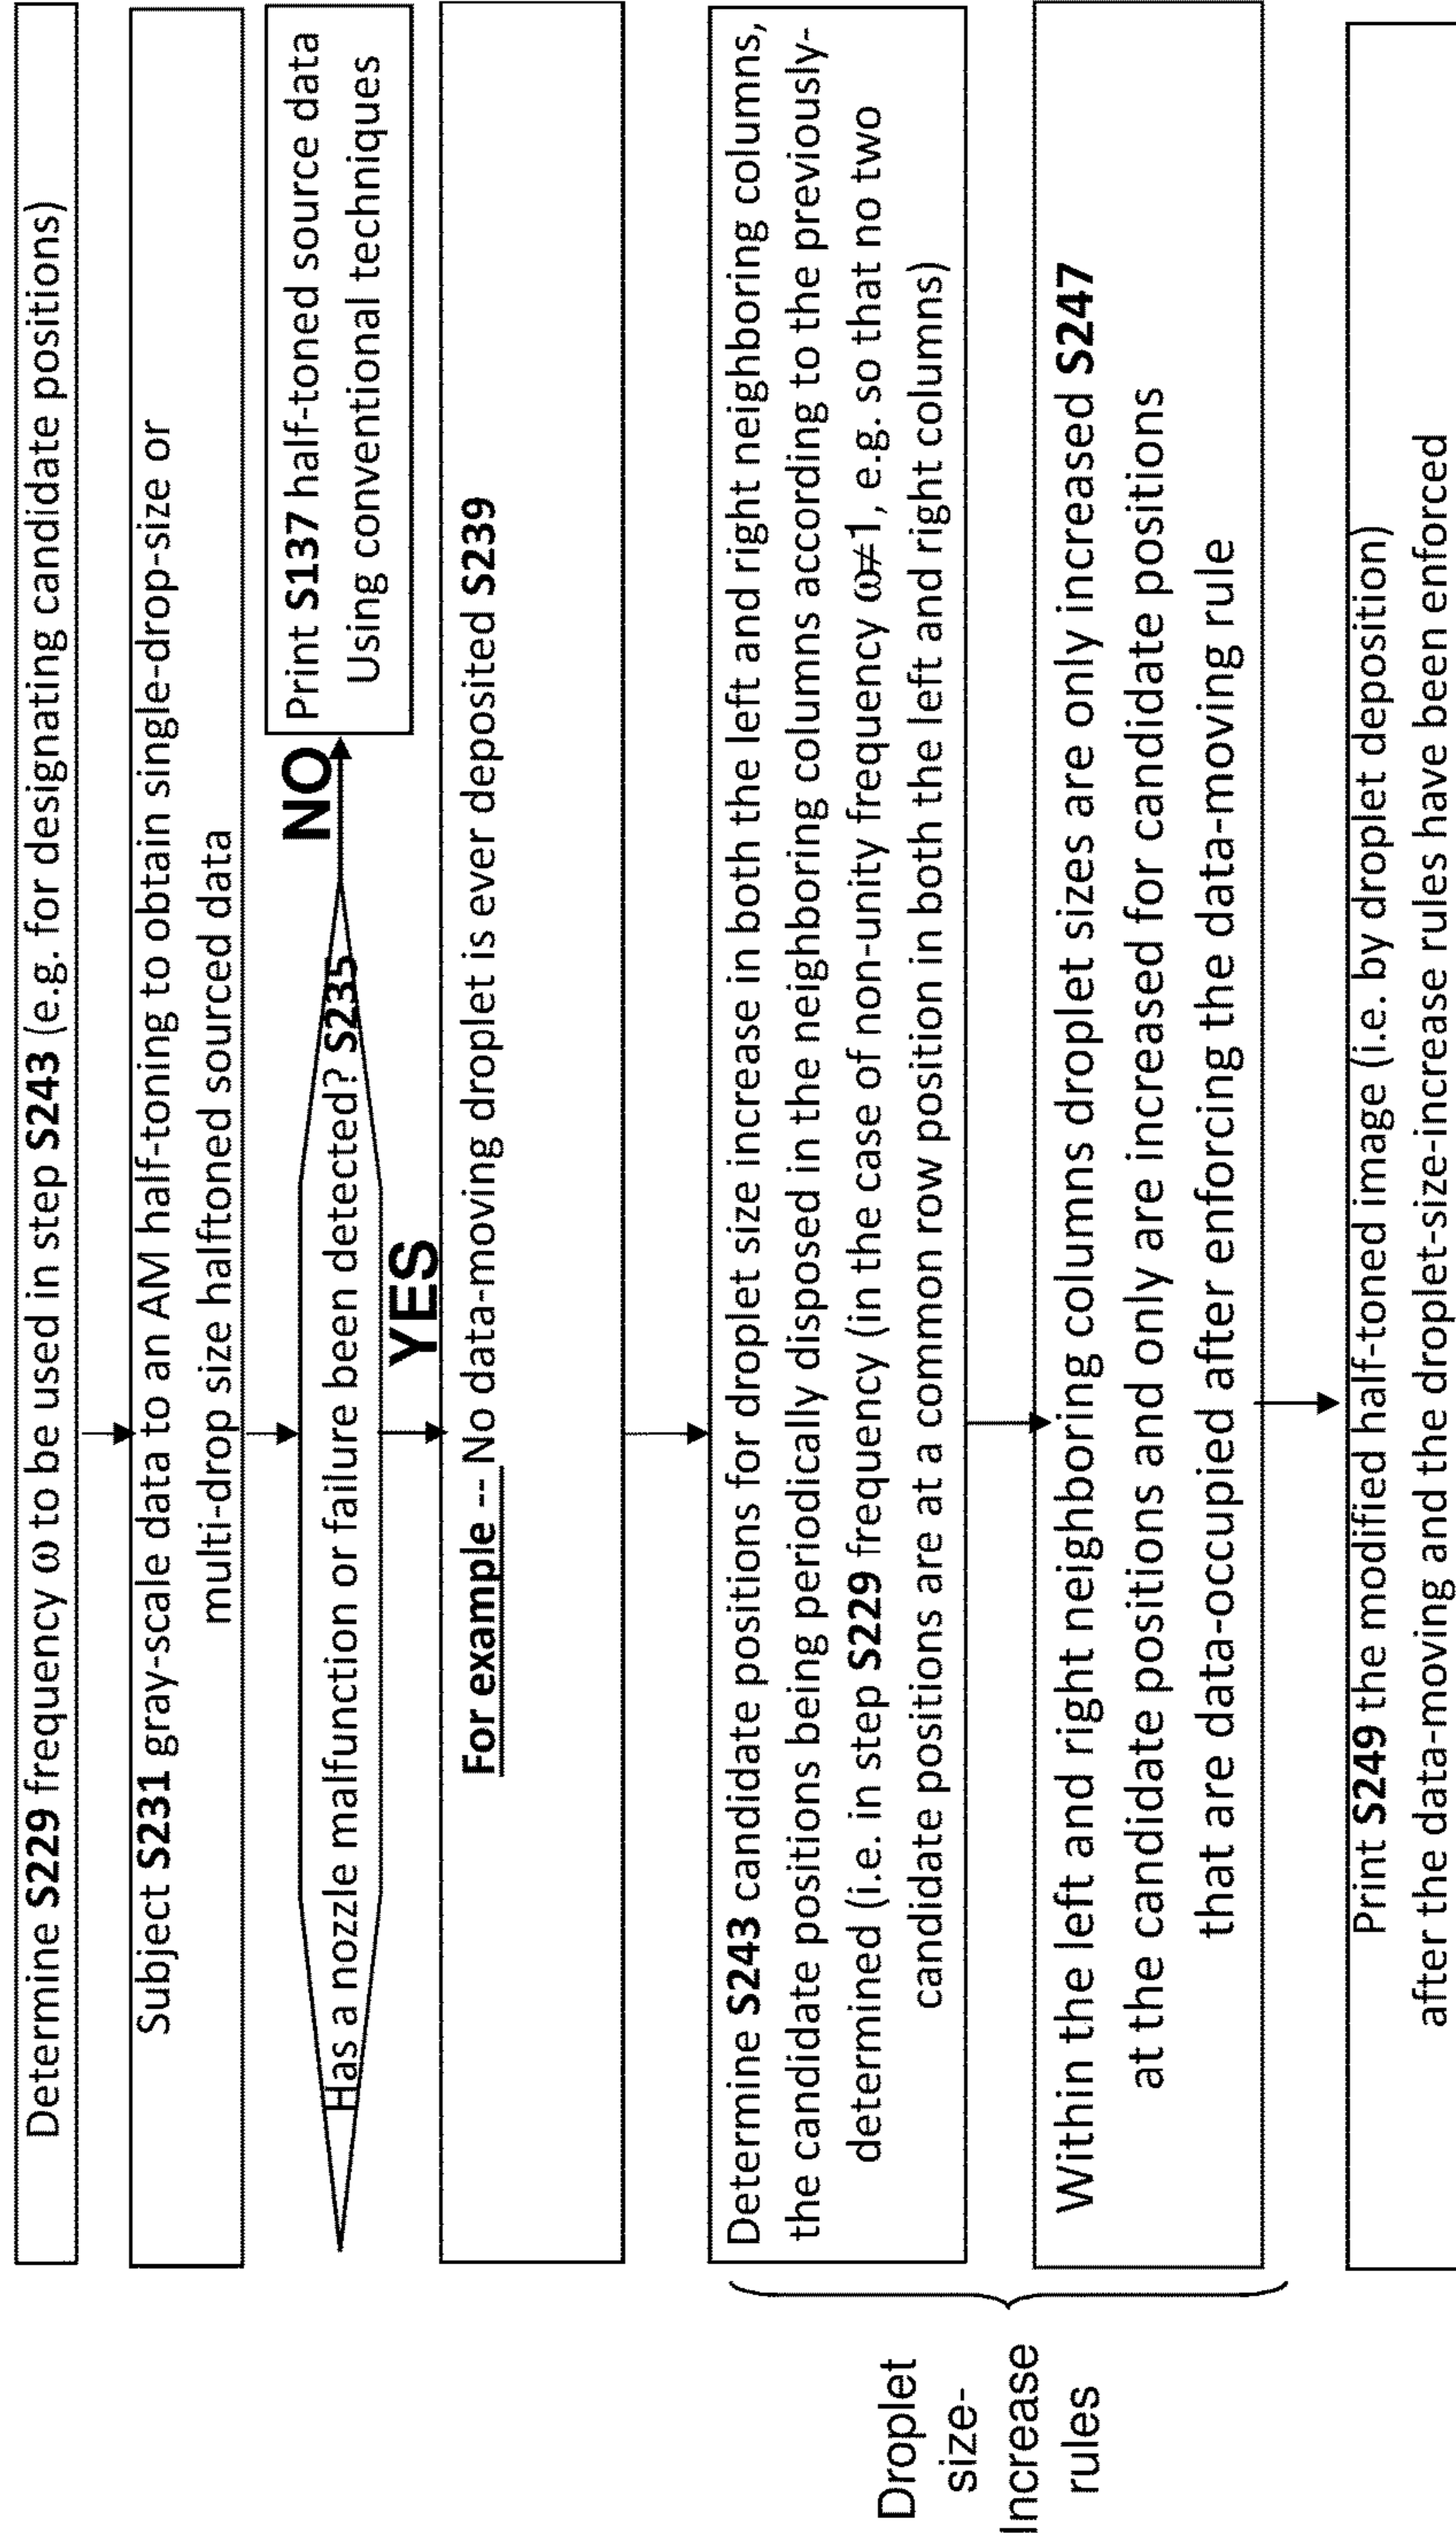 Determine S229 frequency ω to be used in step S243 (e.g. for designating candidate positions)
Subject S231 gray-scale data to an AM half-toning to obtain single-drop-size or
multi-drop size halftoned sourced data
Has a nozzle malfunction or failure been detected? S235
NO
Print S137 half-toned source data
Using conventional techniques
YES
For example -- No data-moving droplet is ever deposited S239
Droplet
size-
Increase
rules
Determine S243 candidate positions for droplet size increase in both the left and right neighboring columns,
the candidate positions being periodically disposed in the neighboring columns according to the previously-
determined (i.e. in step S229 frequency (in the case of non-unity frequency ω≠1, e.g. so that no two
candidate positions are at a common row position in both the left and right columns)
Within the left and right neighboring columns droplet sizes are only increased S247
at the candidate positions and only are increased for candidate positions
that are data-occupied after enforcing the data-moving rule
Print S249 the modified half-toned image (i.e. by droplet deposition)
after the data-moving and the droplet-size-increase rules have been enforced